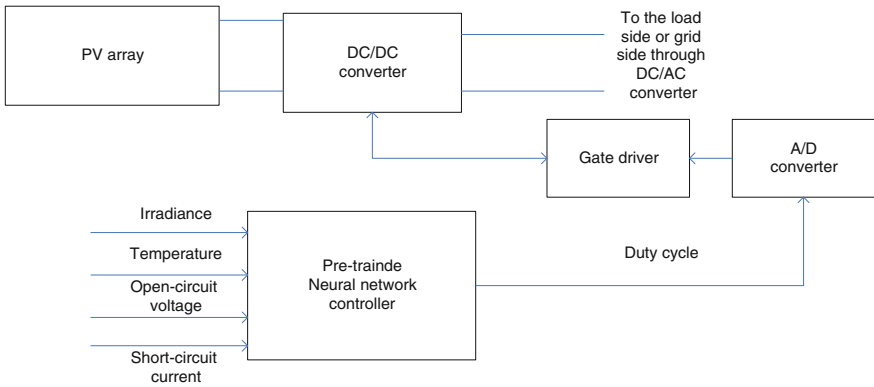 PV array
DC/DC
converter
To the load
side or grid
side through
DC/AC
converter
Gate driver
A/D
converter
Irradiance
Temperature
Open-circuit
voltage
Short-circuit
current
Pre-trainde
Neural network
controller
Duty cycle